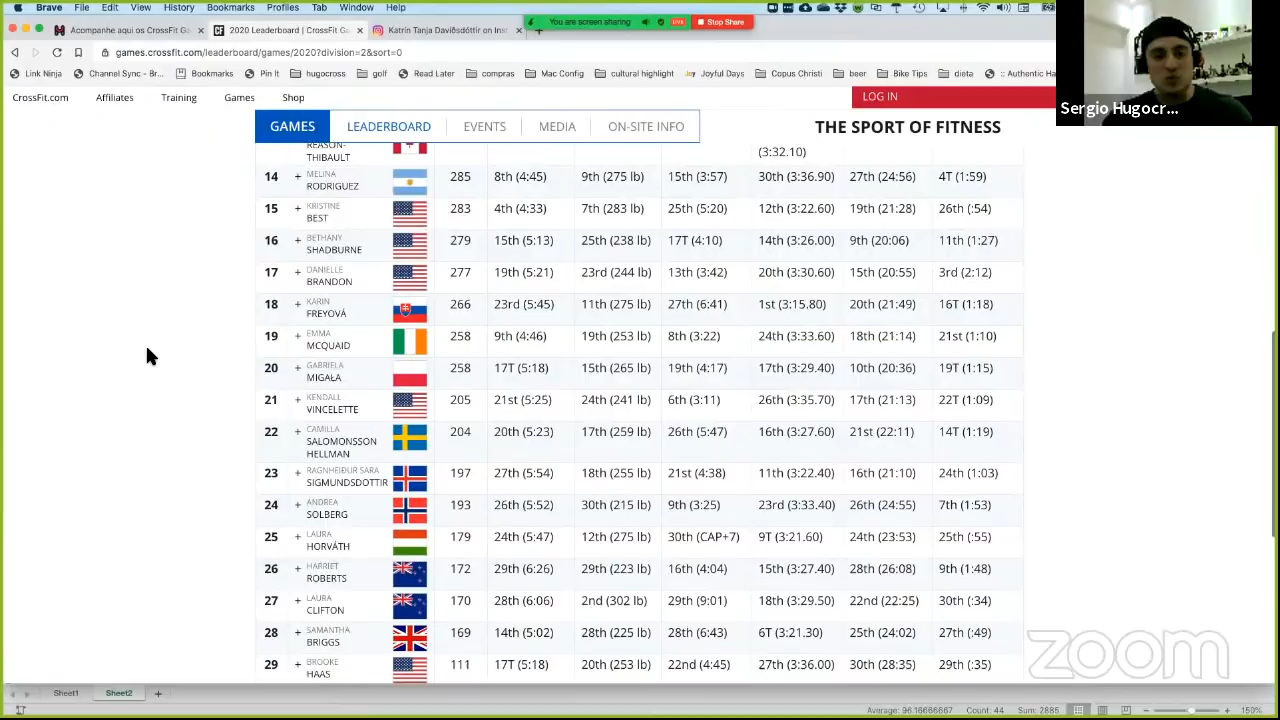 Brave File Edit View History Bookmarks Profiles Tab Window Help
You are screen sharing LIVE Stop Share
Acompanhe aqui os CrossFit Ga × 2020 Leaderboard | CrossFit Ga × Katrin Tanja Davíðsdóttir on Inst × +
games.crossfit.com/leaderboard/games/2020?division=2&sort=0
Link Ninja Channel Sync - Br... Bookmarks Pin It hugocross golf Read Later compras Mac Config cultural highlight Joy Joyful Days Copus Christi beer Bike Tips dieta :: Authentic Ha
CrossFit.com Affiliates Training Games Shop LOG IN
Sergio Hugocr...
GAMES LEADERBOARD EVENTS MEDIA ON-SITE INFO THE SPORT OF FITNESS
REASON-THIBAULT (3:32.10)
14 + MELINA RODRIGUEZ 285 8th (4:45) 9th (275 lb) 15th (3:57) 30th (3:36.90) 27th (24:56) 4T (1:59)
15 + KRISTINE BEST 283 4th (4:33) 7th (283 lb) 25th (5:20) 12th (3:22.60) 19th (21:28) 26th (:54)
16 + BETHANY SHADBURNE 279 15th (5:13) 25th (238 lb) 17T (4:10) 14th (3:26.00) 9th (20:06) 11th (1:27)
17 + DANIELLE BRANDON 277 19th (5:21) 23rd (244 lb) 13th (3:42) 20th (3:30.60) 15th (20:55) 3rd (2:12)
18 + KARIN FREYOVÁ 266 23rd (5:45) 11th (275 lb) 27th (6:41) 1st (3:15.80) 20th (21:49) 16T (1:18)
19 + EMMA MCQUAID 258 9th (4:46) 19th (253 lb) 8th (3:22) 24th (3:33.60) 18th (21:14) 21st (1:10)
20 + GABRIELA MIGAŁA 258 17T (5:18) 15th (265 lb) 19th (4:17) 17th (3:29.40) 10th (20:36) 19T (1:15)
21 + KENDALL VINCELETTE 205 21st (5:25) 24th (241 lb) 6th (3:11) 26th (3:35.70) 17th (21:13) 22T (1:09)
22 + CAMILLA SALOMONSSON HELLMAN 204 20th (5:23) 17th (259 lb) 26th (5:47) 16th (3:27.60) 21st (22:11) 14T (1:19)
23 + RAGNHEIÐUR SARA SIGMUNDSDOTTIR 197 27th (5:54) 18th (255 lb) 21st (4:38) 11th (3:22.40) 16th (21:10) 24th (1:03)
24 + ANDREA SOLBERG 193 26th (5:52) 30th (215 lb) 9th (3:25) 23rd (3:33.40) 26th (24:55) 7th (1:53)
25 + LAURA HORVÁTH 179 24th (5:47) 12th (275 lb) 30th (CAP+7) 9T (3:21.60) 24th (23:53) 25th (:55)
26 + HARRIET ROBERTS 172 29th (6:26) 29th (223 lb) 16th (4:04) 15th (3:27.40) 28th (26:08) 9th (1:48)
27 + LAURA CLIFTON 170 28th (6:06) 2nd (302 lb) 29th (9:01) 18th (3:29.50) 22nd (22:25) 30th (:34)
28 + SAMANTHA BRIGGS 169 14th (5:02) 28th (225 lb) 28th (6:43) 6T (3:21.30) 25th (24:02) 27th (:49)
29 + BROOKE HAAS 111 17T (5:18) 20th (253 lb) 22nd (4:45) 27th (3:36.00) 30th (28:35) 29th (:35)
zoom
Sheet1 Sheet2 +
Average: 96.16666667 Count: 44 Sum: 2885 150%